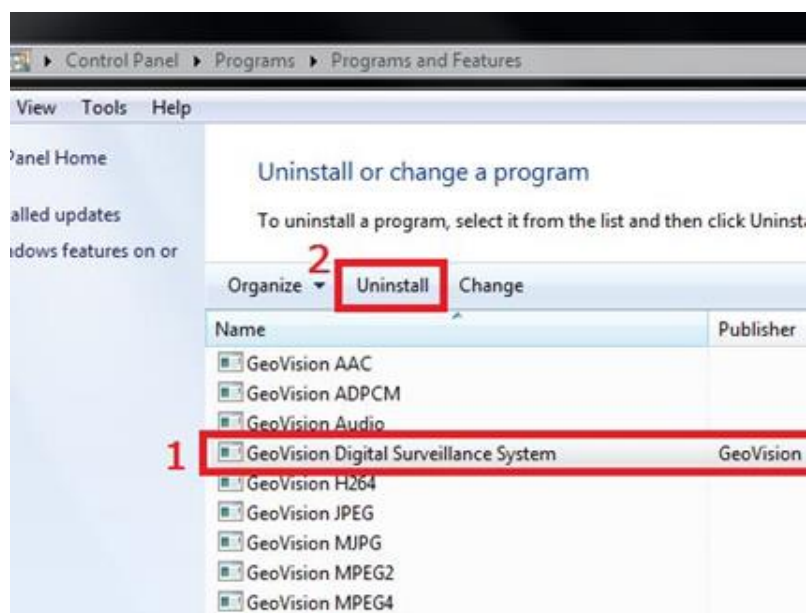 Control Panel ▸ Programs ▸ Programs and Features
View Tools Help
Panel Home
alled updates
ndows features on or
Uninstall or change a program
To uninstall a program, select it from the list and then click Uninsta
2
Organize Uninstall Change
Name Publisher
GeoVision AAC
GeoVision ADPCM
GeoVision Audio
1 GeoVision Digital Surveillance System GeoVision
GeoVision H264
GeoVision JPEG
GeoVision MJPG
GeoVision MPEG2
GeoVision MPEG4